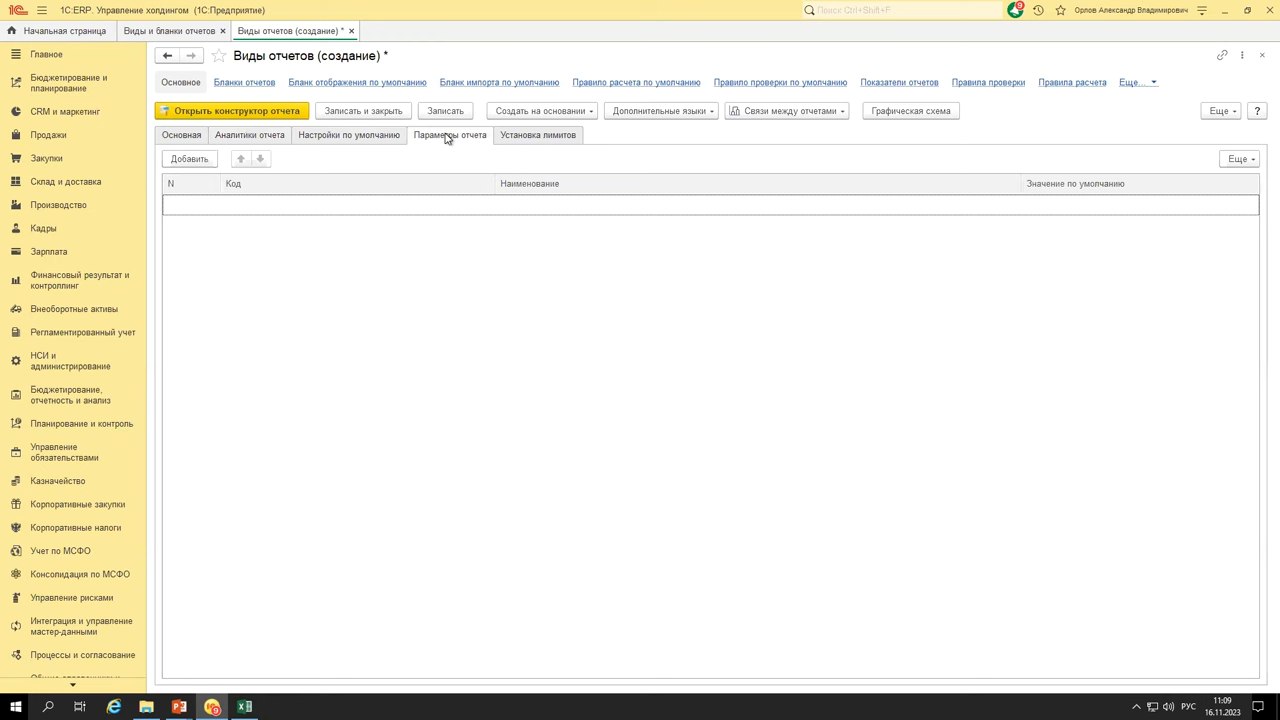 1С:ERP. Управление холдингом (1С:Предприятие)
Поиск Ctrl+Shift+F
9
Орлов Александр Владимирович
Начальная страница
Виды и бланки отчетов ×
Виды отчетов (создание) * ×
Главное
Бюджетирование и
планирование
CRM и маркетинг
Продажи
Закупки
Склад и доставка
Производство
Кадры
Зарплата
Финансовый результат и
контроллинг
Внеоборотные активы
Регламентированный учет
НСИ и
администрирование
Бюджетирование,
отчетность и анализ
Планирование и контроль
Управление
обязательствами
Казначейство
Корпоративные закупки
Корпоративные налоги
Учет по МСФО
Консолидация по МСФО
Управление рисками
Интеграция и управление
мастер-данными
Процессы и согласование
Виды отчетов (создание) *
Основное Бланки отчетов Бланк отображения по умолчанию Бланк импорта по умолчанию Правило расчета по умолчанию Правило проверки по умолчанию Показатели отчетов Правила проверки Правила расчета Еще...
Открыть конструктор отчета Записать и закрыть Записать Создать на основании Дополнительные языки Связи между отчетами Графическая схема Еще ?
Основная Аналитики отчета Настройки по умолчанию Параметры отчета Установка лимитов
Добавить Еще
N Код Наименование Значение по умолчанию
9
РУС
11:09
16.11.2023